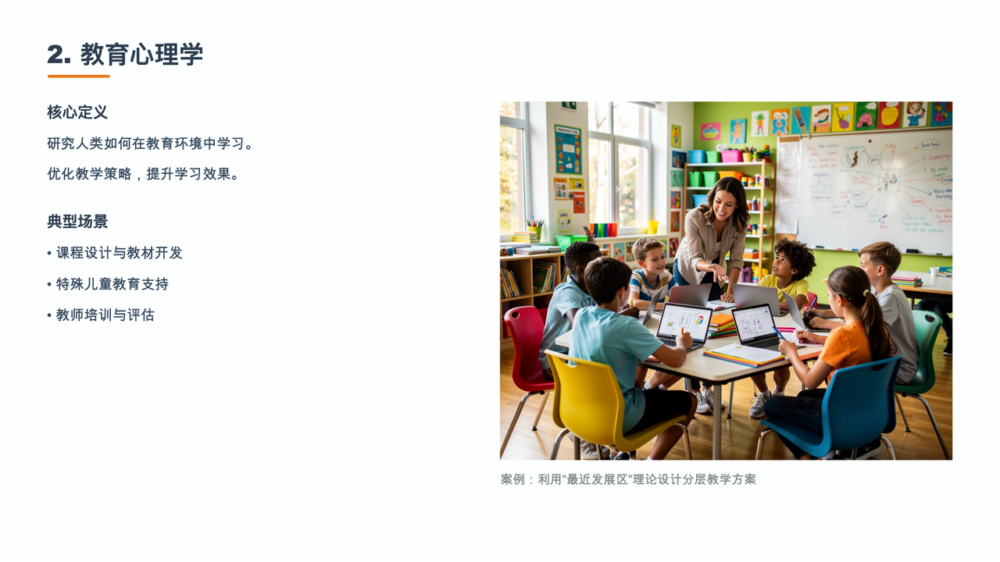 2. 教育心理学
核心定义
研究人类如何在教育环境中学习。
优化教学策略，提升学习效果。
典型场景
• 课程设计与教材开发
• 特殊儿童教育支持
• 教师培训与评估
案例：利用“最近发展区”理论设计分层教学方案